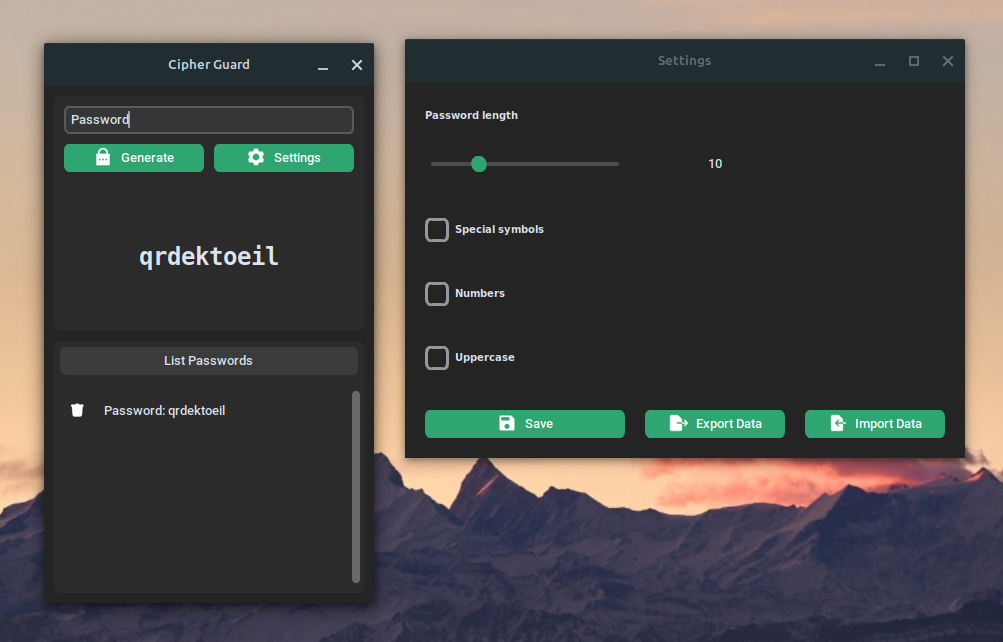 Cipher Guard
Password
Generate
Settings
qrdektoeil
List Passwords
Password: qrdektoeil
Settings
Password length
10
Special symbols
Numbers
Uppercase
Save
Export Data
Import Data